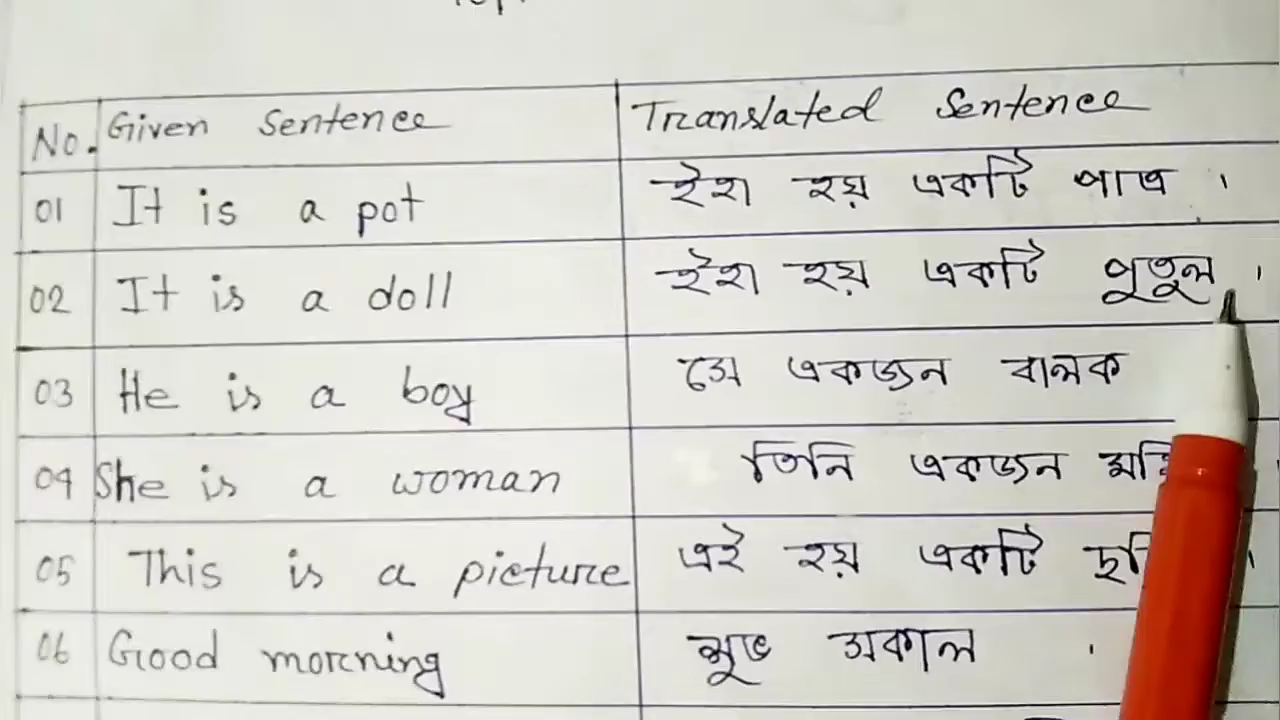 No. Given Sentence Translated Sentence
01 It is a pot ইহা হয় একটি পাত্র ।
02 It is a doll ইহা হয় একটি পুতুল ।
03 He is a boy সে একজন বালক
04 She is a woman তিনি একজন
05 This is a picture এই হয় একটি
06 Good morning শুভ সকাল ।